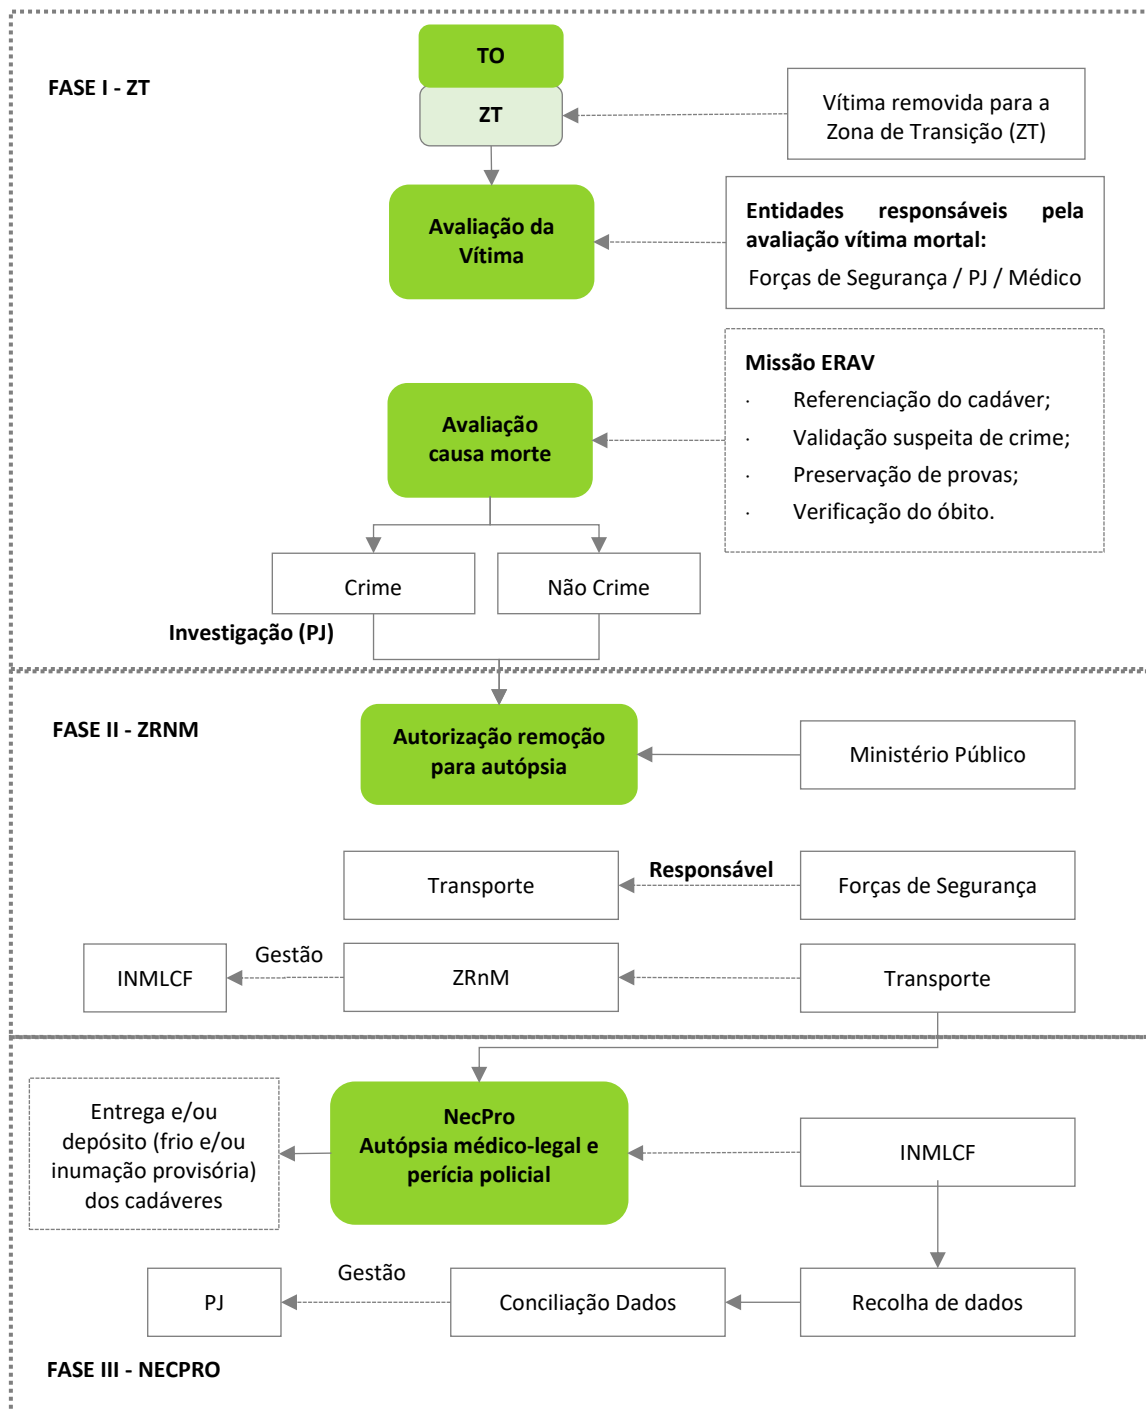 TO
FASE I - ZT
ZT
Vítima removida para a
Zona de Transição (ZT)
Avaliação da
Vítima
Entidades responsáveis pela
avaliação vítima mortal:
Forças de Segurança / PJ / Médico
Missão ERAV
· Referenciação do cadáver;
· Validação suspeita de crime;
· Preservação de provas;
· Verificação do óbito.
Avaliação
causa morte
Crime
Não Crime
Investigação (PJ)
FASE II - ZRNM
Autorização remoção
para autópsia
Ministério Público
Transporte
Responsável
Forças de Segurança
INMLCF
Gestão
ZRnM
Transporte
Entrega e/ou
depósito (frio e/ou
inumação provisória)
dos cadáveres
NecPro
Autópsia médico-legal e
perícia policial
INMLCF
PJ
Gestão
Conciliação Dados
Recolha de dados
FASE III - NECPRO